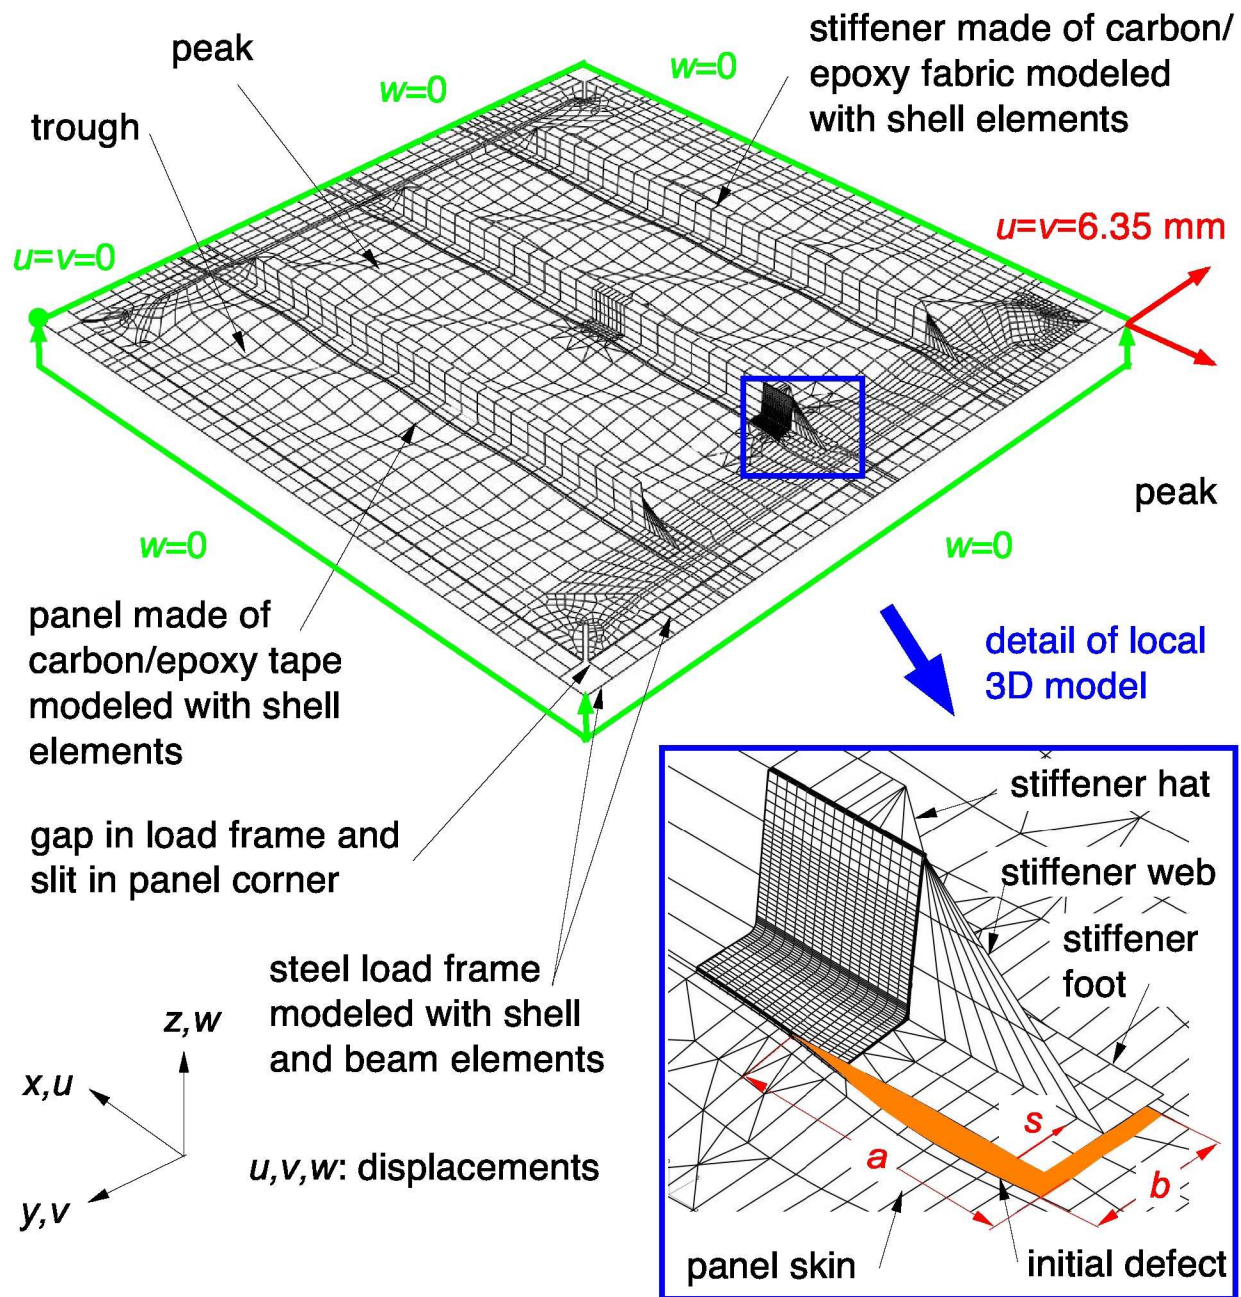 peak
stiffener made of carbon/
epoxy fabric modeled
with shell elements
w=0
w=0
trough
u=v=0
u=v=6.35 mm
peak
w=0
w=0
panel made of
carbon/epoxy tape
modeled with shell
elements
detail of local
3D model
gap in load frame and
slit in panel corner
steel load frame
modeled with shell
and beam elements
z,w
x,u
y,v
u,v,w: displacements
stiffener hat
stiffener web
stiffener
foot
s
a
b
panel skin
initial defect